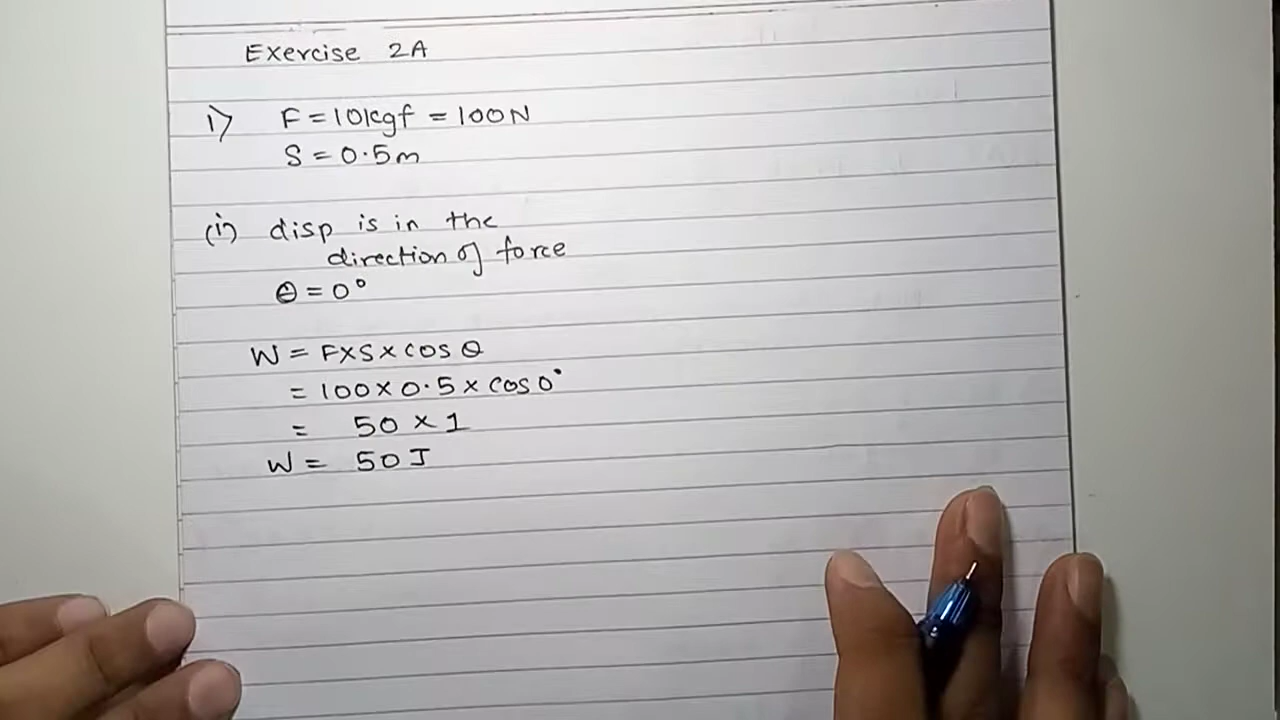 Exercise 2A
1> F = 10kgf = 100N
S = 0.5m
(i) disp is in the
direction of force
θ = 0°
W = F×S×cos θ
= 100 × 0.5 × cos 0°
= 50 × 1
W = 50J